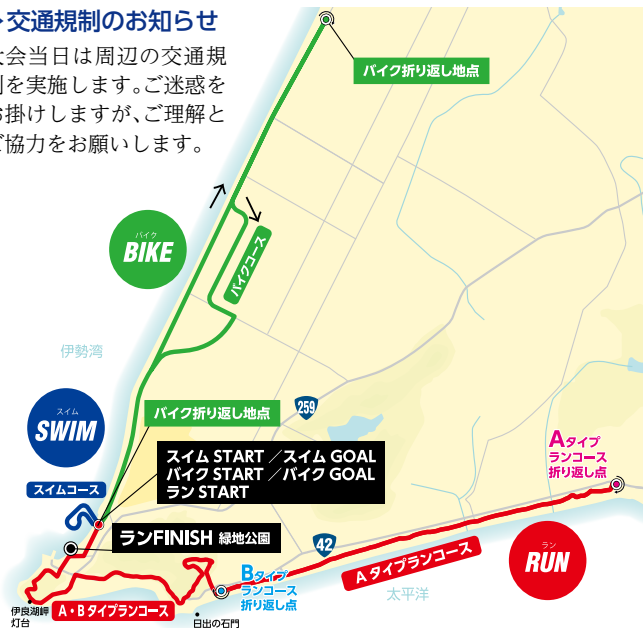 交通規制のお知らせ
会当日は周辺の交通規
を実施します。ご迷惑を
掛けしますが、ご理解と
ご協力をお願いします。
バイク折り返し地点
バイク
BIKE
バイクコース
伊勢湾
スイム
SWIM
バイク折り返し地点
259
スイムコース
スイム START ／スイム GOAL
バイク START ／バイク GOAL
ラン START
Aタイプ
ランコース
折り返し点
ランFINISH 緑地公園
42
Aタイプランコース
ラン
RUN
Bタイプ
ランコース
折り返し点
太平洋
伊良湖岬
灯台
A・Bタイプランコース
日出の石門